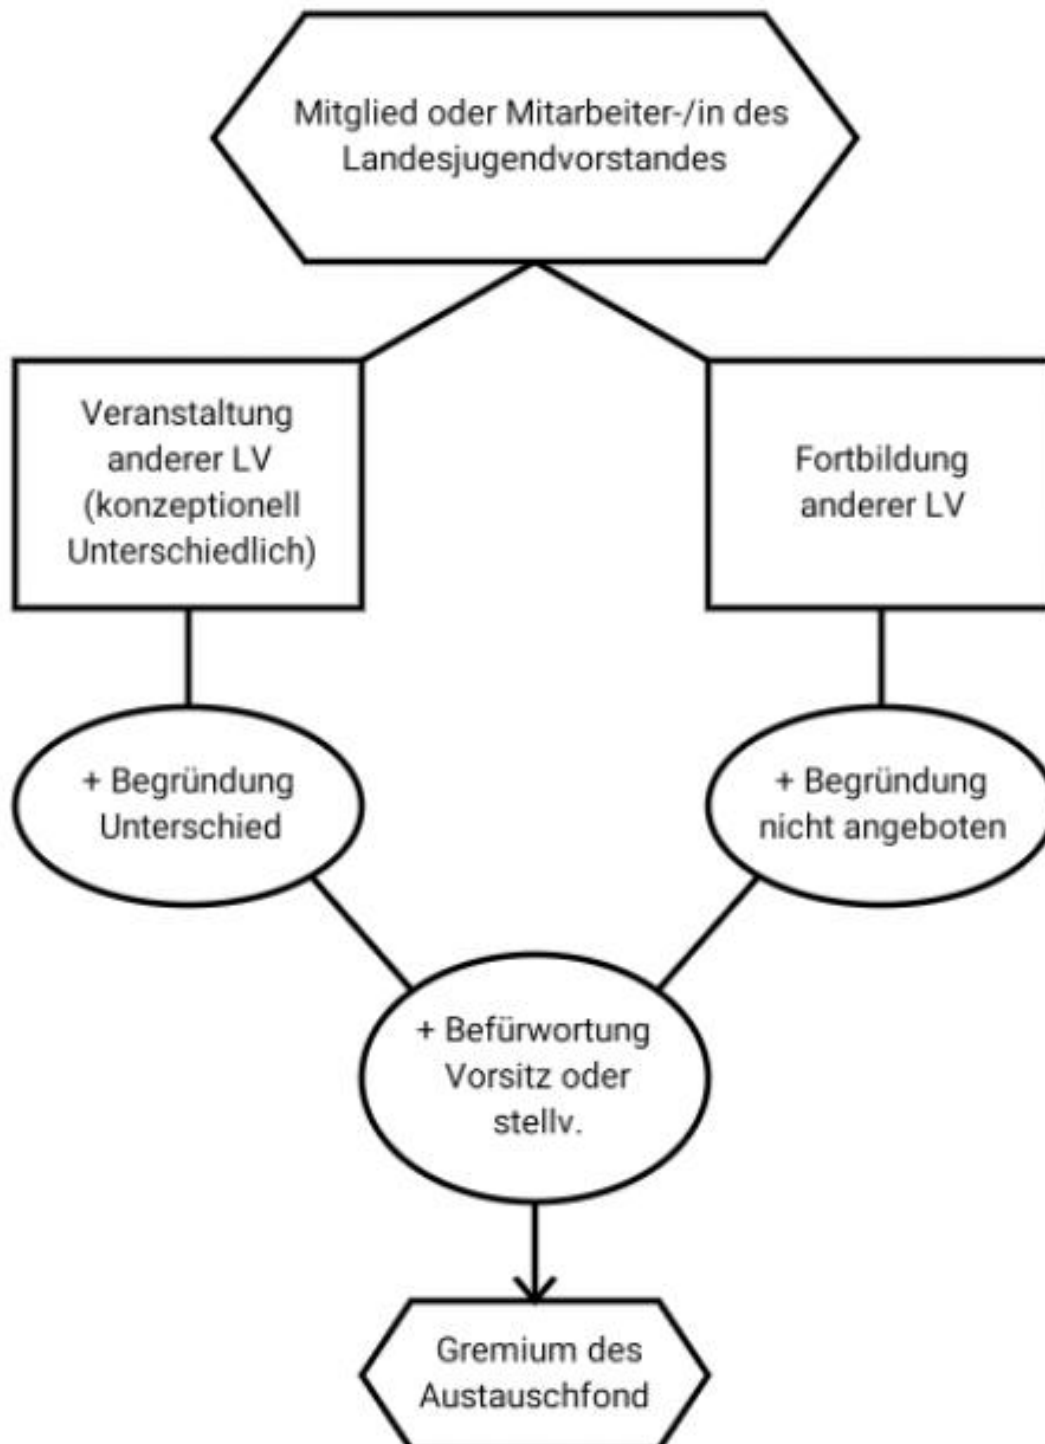 Mitglied oder Mitarbeiter-/in des
Landesjugendvorstandes
Veranstaltung
anderer LV
(konzeptionell
Unterschiedlich)
Fortbildung
anderer LV
+ Begründung
Unterschied
+ Begründung
nicht angeboten
+ Befürwortung
Vorsitz oder
stellv.
Gremium des
Austauschfond